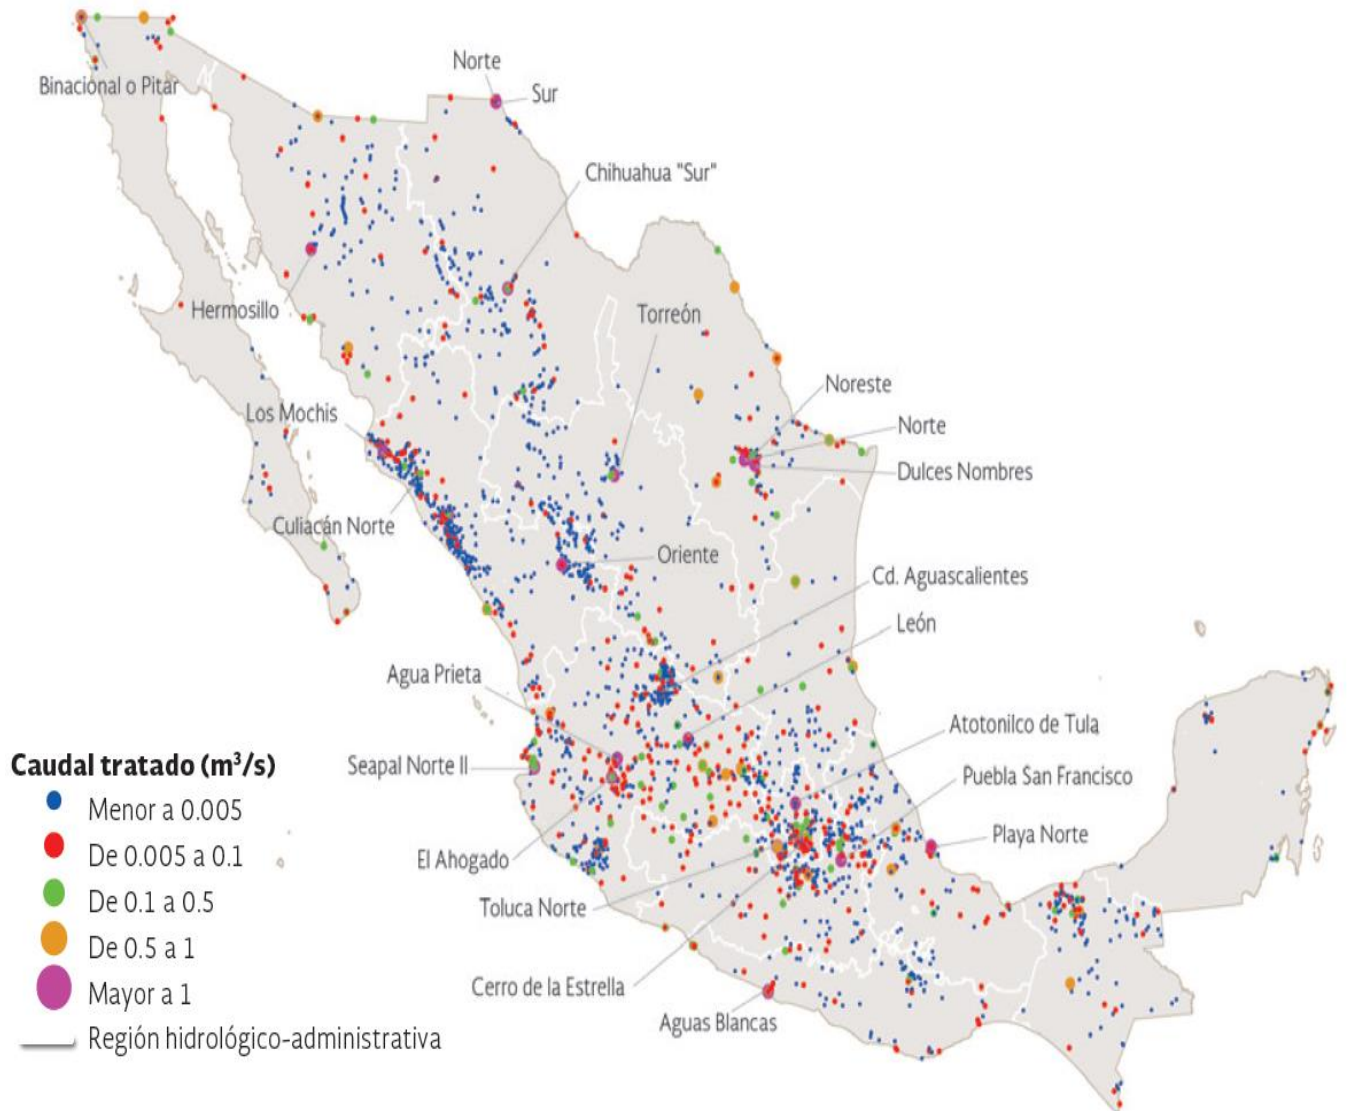 Norte
Sur
Binacional o Pitar
Chihuahua "Sur"
Hermosillo
Torreón
Noreste
Los Mochis
Norte
Dulces Nombres
Culiacán Norte
Oriente
Cd. Aguascalientes
León
Agua Prieta
Atotonilco de Tula
Seapal Norte II
Puebla San Francisco
Playa Norte
El Ahogado
Toluca Norte
Cerro de la Estrella
Aguas Blancas
Caudal tratado (m³/s)
Menor a 0.005
De 0.005 a 0.1
De 0.1 a 0.5
De 0.5 a 1
Mayor a 1
Región hidrológico-administrativa